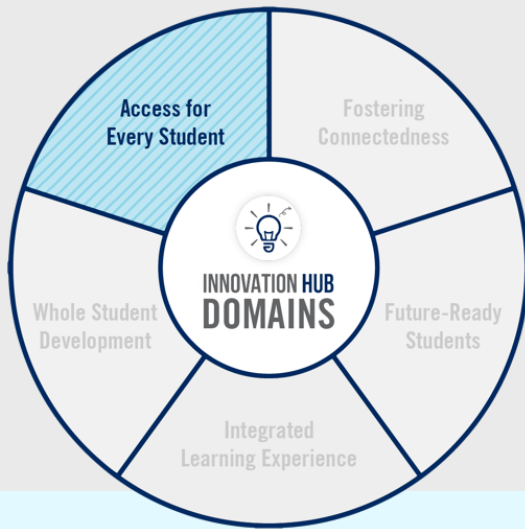 Access for
Every Student
Fostering
Connectedness
INNOVATION HUB
DOMAINS
Whole Student
Development
Future-Ready
Students
Integrated
Learning Experience